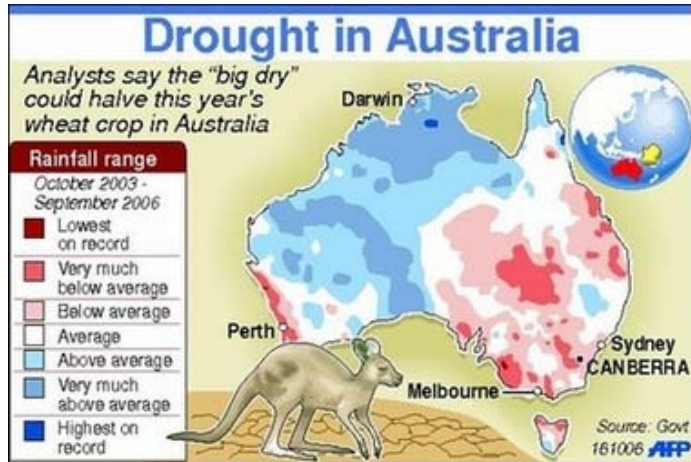 Drought in Australia
Analysts say the "big dry"
could halve this year's
wheat crop in Australia
Rainfall range
October 2003 -
September 2006
Lowest
on record
Very much
below average
Below average
Average
Above average
Very much
above average
Highest on
record
Darwin
Perth
Sydney
CANBERRA
Melbourne
Source: Govt
161006 AFP